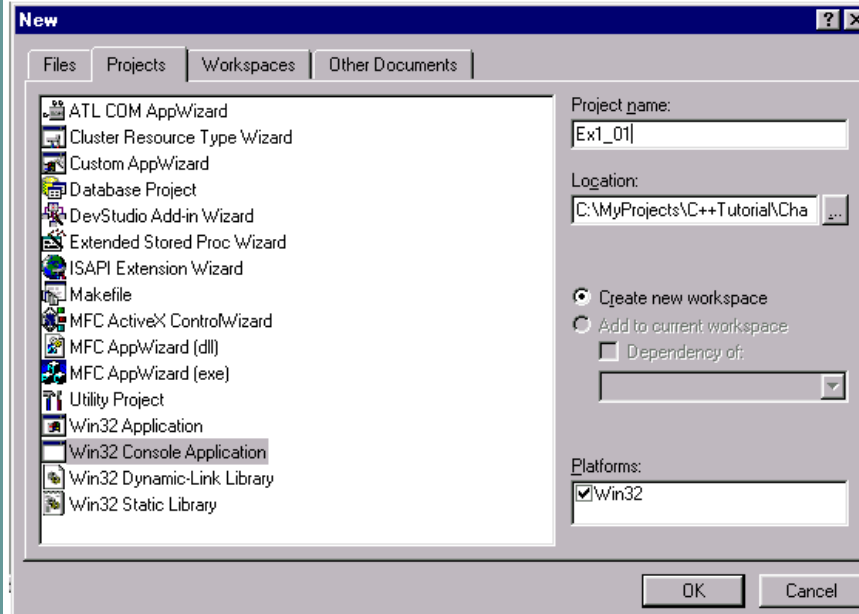 New
Files Projects Workspaces Other Documents
ATL COM AppWizard
Cluster Resource Type Wizard
Custom AppWizard
Database Project
DevStudio Add-in Wizard
Extended Stored Proc Wizard
ISAPI Extension Wizard
Makefile
MFC ActiveX ControlWizard
MFC AppWizard (dll)
MFC AppWizard (exe)
Utility Project
Win32 Application
Win32 Console Application
Win32 Dynamic-Link Library
Win32 Static Library
Project name:
Ex1_01
Location:
C:\MyProjects\C++Tutorial\Cha
...
Create new workspace
Add to current workspace
Dependency of:
Platforms:
Win32
OK Cancel